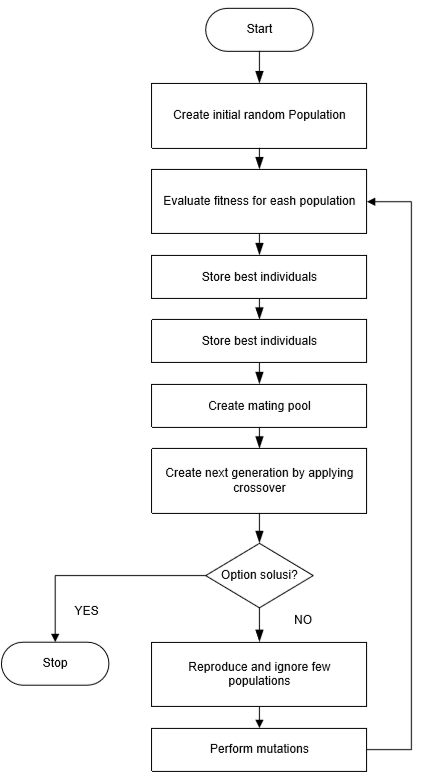 Start
Create initial random Population
Evaluate fitness for eash population
Store best individuals
Store best individuals
Create mating pool
Create next generation by applying
crossover
Option solusi?
YES
NO
Stop
Reproduce and ignore few
populations
Perform mutations